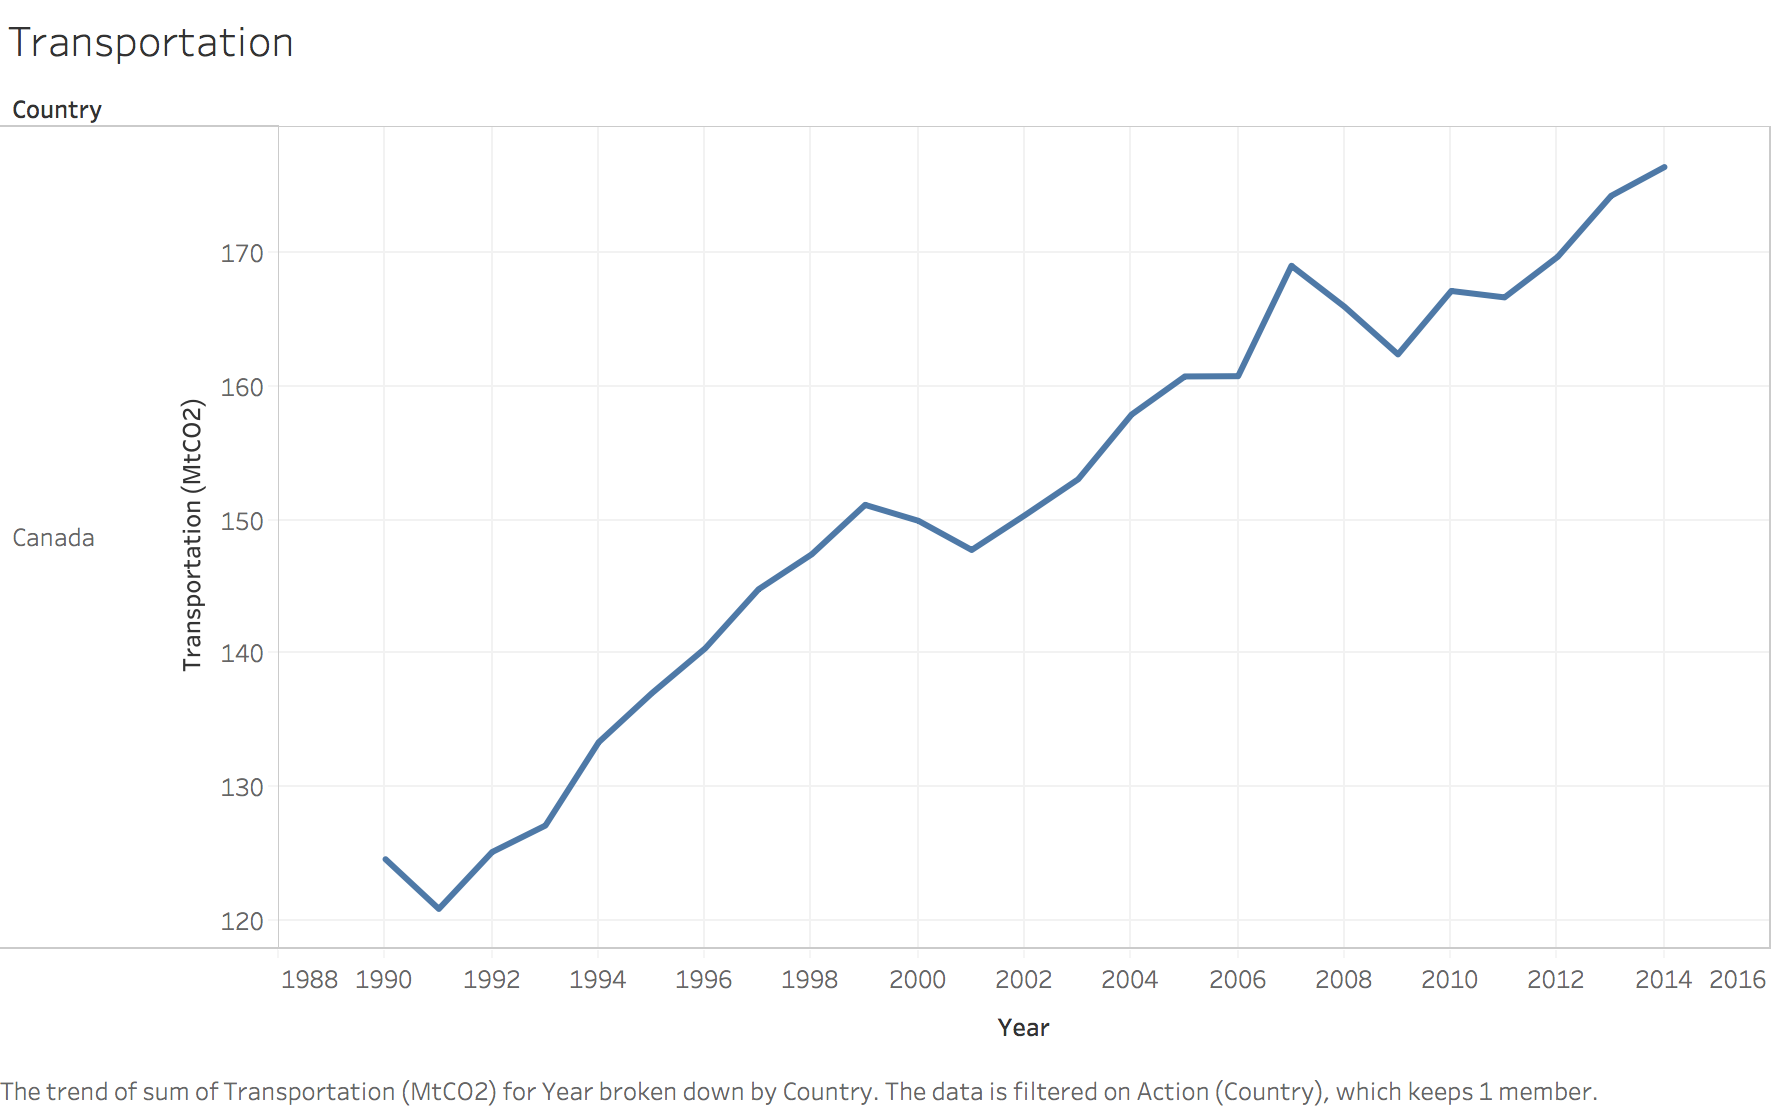 Transportation
Country
Canada
Transportation (MtCO2)
170
160
150
140
130
120
1988 1990 1992 1994 1996 1998 2000 2002 2004 2006 2008 2010 2012 2014 2016
Year
The trend of sum of Transportation (MtCO2) for Year broken down by Country. The data is filtered on Action (Country), which keeps 1 member.